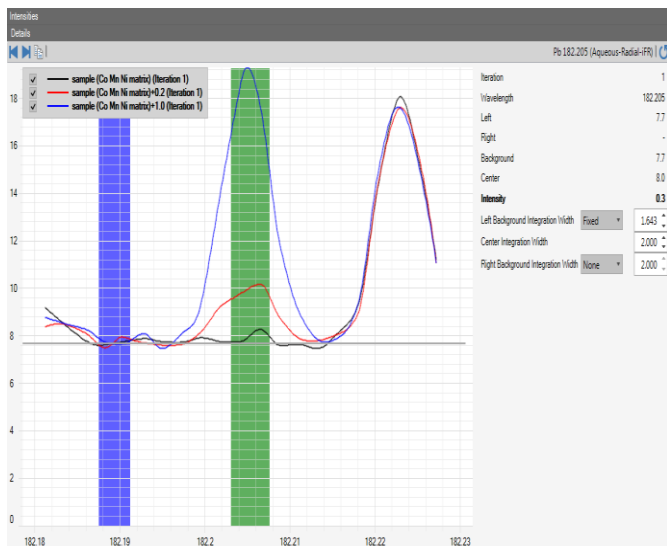 Intensities
Details
Pb 182.205 (Aqueous-Radial-iFR)
sample (Co Mn Ni matrix) (Iteration 1)
sample (Co Mn Ni matrix)+0.2 (Iteration 1)
sample (Co Mn Ni matrix)+1.0 (Iteration 1)
Iteration 1
Wavelength 182.205
Left 7.7
Right -
Background 7.7
Center 8.0
Intensity 0.3
Left Background Integration Width Fixed 1.643
Center Integration Width 2.000
Right Background Integration Width None 2.000
18
16
14
12
10
8
6
4
2
0
182.18 182.19 182.2 182.21 182.22 182.23